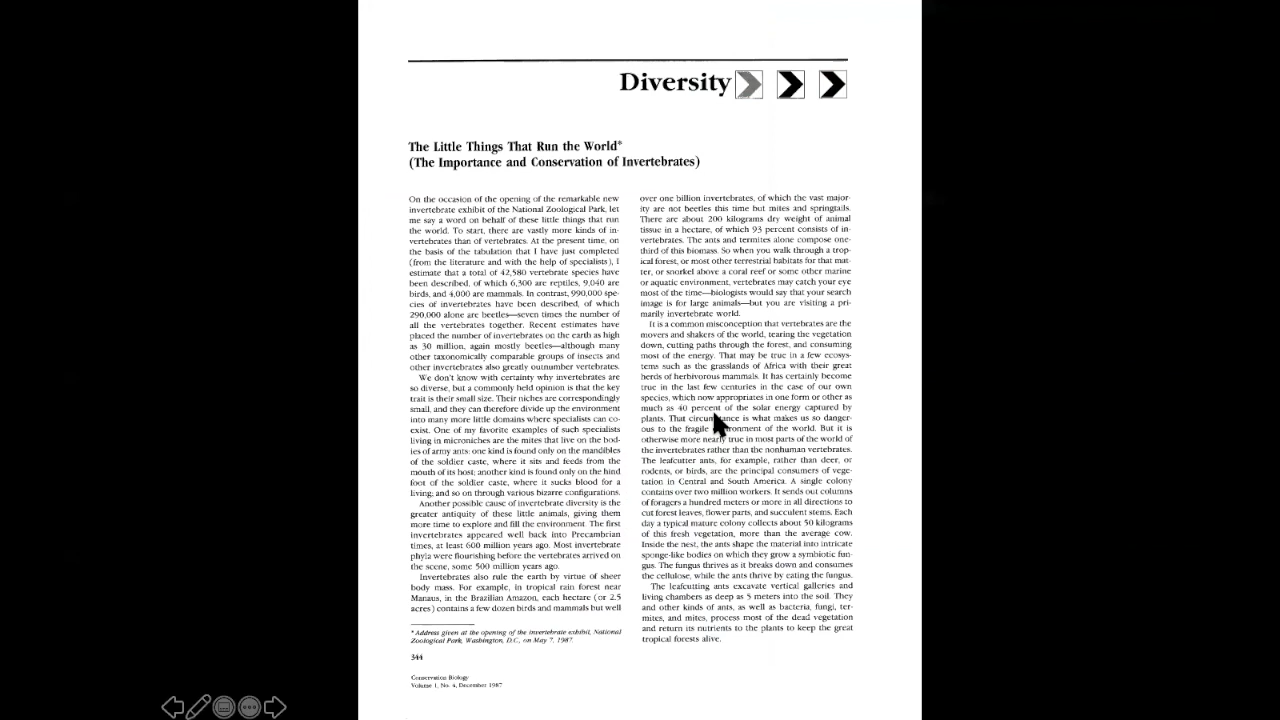 Diversity
The Little Things That Run the World*
(The Importance and Conservation of Invertebrates)
On the occasion of the opening of the remarkable new
invertebrate exhibit of the National Zoological Park, let
me say a word on behalf of these little things that run
the world. To start, there are vastly more kinds of in-
vertebrates than of vertebrates. At the present time, on
the basis of the tabulation that I have just completed
(from the literature and with the help of specialists), I
estimate that a total of 42,580 vertebrate species have
been described, of which 6,300 are reptiles, 9,040 are
birds, and 4,000 are mammals. In contrast, 990,000 spe-
cies of invertebrates have been described, of which
290,000 alone are beetles—seven times the number of
all the vertebrates together. Recent estimates have
placed the number of invertebrates on the earth as high
as 30 million, again mostly beetles—although many
other taxonomically comparable groups of insects and
other invertebrates also greatly outnumber vertebrates.
We don't know with certainty why invertebrates are
so diverse, but a commonly held opinion is that the key
trait is their small size. Their niches are correspondingly
small, and they can therefore divide up the environment
into many more little domains where specialists can co-
exist. One of my favorite examples of such specialists
living in microniches are the mites that live on the bod-
ies of army ants: one kind is found only on the mandibles
of the soldier caste, where it sits and feeds from the
mouth of its host; another kind is found only on the hind
foot of the soldier caste, where it sucks blood for a
living; and so on through various bizarre configurations.
Another possible cause of invertebrate diversity is the
greater antiquity of these little animals, giving them
more time to explore and fill the environment. The first
invertebrates appeared well back into Precambrian
times, at least 600 million years ago. Most invertebrate
phyla were flourishing before the vertebrates arrived on
the scene, some 500 million years ago.
Invertebrates also rule the earth by virtue of sheer
body mass. For example, in tropical rain forest near
Manaus, in the Brazilian Amazon, each hectare (or 2.5
acres) contains a few dozen birds and mammals but well
* Address given at the opening of the invertebrate exhibit, National
Zoological Park, Washington, D.C., on May 7, 1987.
344
Conservation Biology
Volume 1, No. 4, December 1987
over one billion invertebrates, of which the vast major-
ity are not beetles this time but mites and springtails.
There are about 200 kilograms dry weight of animal
tissue in a hectare, of which 93 percent consists of in-
vertebrates. The ants and termites alone compose one-
third of this biomass. So when you walk through a trop-
ical forest, or most other terrestrial habitats for that mat-
ter, or snorkel above a coral reef or some other marine
or aquatic environment, vertebrates may catch your eye
most of the time—biologists would say that your search
image is for large animals—but you are visiting a pri-
marily invertebrate world.
It is a common misconception that vertebrates are the
movers and shakers of the world, tearing the vegetation
down, cutting paths through the forest, and consuming
most of the energy. That may be true in a few ecosys-
tems such as the grasslands of Africa with their great
herds of herbivorous mammals. It has certainly become
true in the last few centuries in the case of our own
species, which now appropriates in one form or other as
much as 40 percent of the solar energy captured by
plants. That is what makes us so danger-
ous to the fragile of the world. But it is
otherwise more nearly true in most parts of the world of
the invertebrates rather than the nonhuman vertebrates.
The leafcutter ants, for example, rather than deer, or
rodents, or birds, are the principal consumers of vege-
tation in Central and South America. A single colony
contains over two million workers. It sends out columns
of foragers a hundred meters or more in all directions to
cut forest leaves, flower parts, and succulent stems. Each
day a typical mature colony collects about 50 kilograms
of this fresh vegetation, more than the average cow.
Inside the nest, the ants shape the material into intricate
sponge-like bodies on which they grow a symbiotic fun-
gus. The fungus thrives as it breaks down and consumes
the cellulose, while the ants thrive by eating the fungus.
The leafcutting ants excavate vertical galleries and
living chambers as deep as 5 meters into the soil. They
and other kinds of ants, as well as bacteria, fungi, ter-
mites, and mites, process most of the dead vegetation
and return its nutrients to the plants to keep the great
tropical forests alive.